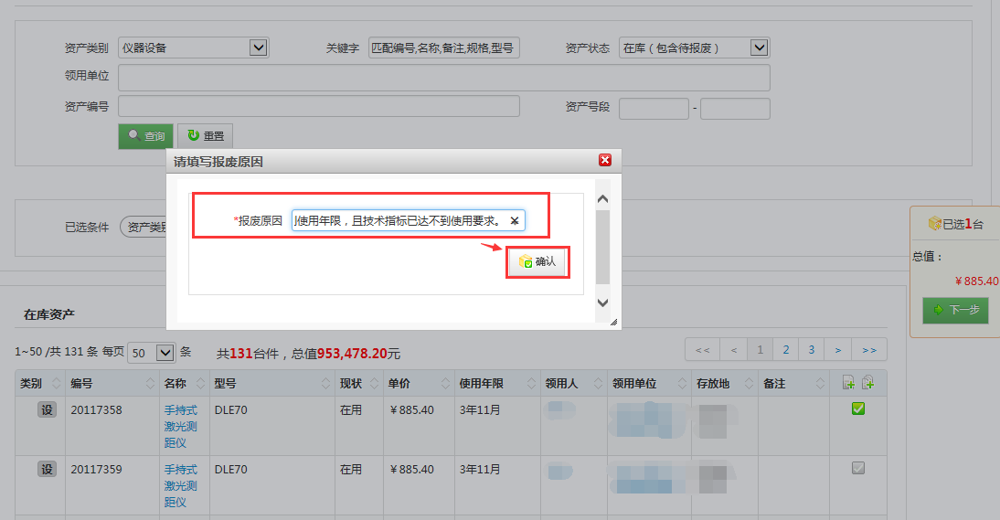 资产类别 仪器设备 关键字 匹配编号,名称,备注,规格,型号 资产状态 在库（包含待报废）
领用单位
资产编号 资产号段 -
查询 重置
请填写报废原因
*报废原因 使用年限，且技术指标已达不到使用要求。 ×
确认
已选条件 资产类别
已选1台
总值：
￥885.40
下一步
在库资产
1~50 /共 131 条 每页 50 条 共131台件，总值953,478.20元 << < 1 2 3 > >>
类别 编号 名称 型号 现状 单价 使用年限 领用人 领用单位 存放地 备注
设 20117358 手持式激光测距仪 DLE70 在用 ￥885.40 3年11月
设 20117359 手持式激光测距仪 DLE70 在用 ￥885.40 3年11月